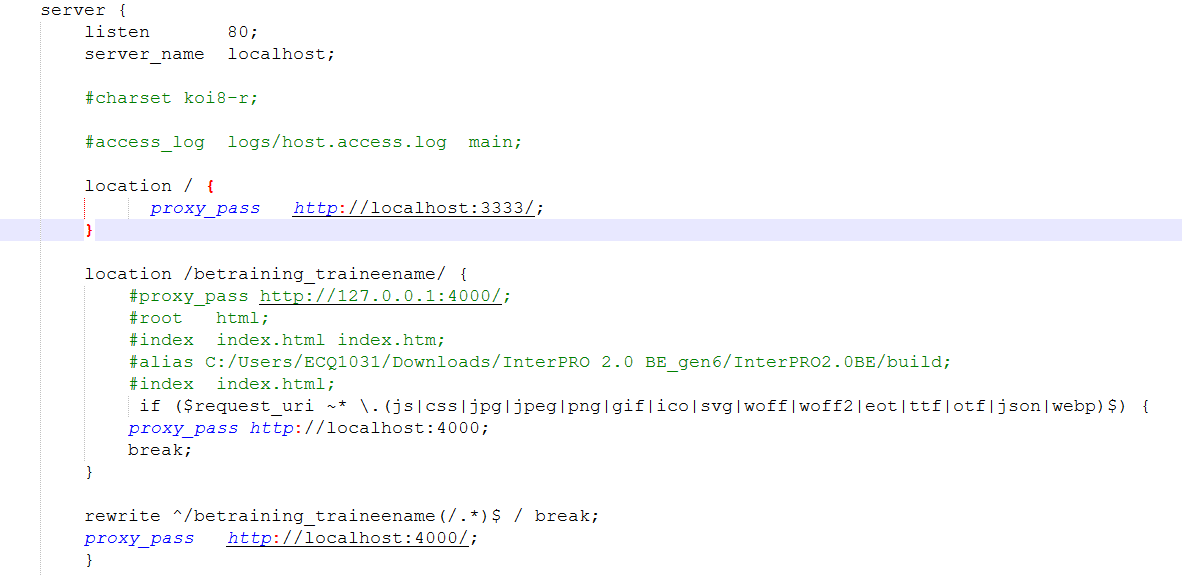 server {
listen 80;
server_name localhost;
#charset koi8-r;
#access_log logs/host.access.log main;
location / {
proxy_pass http://localhost:3333/;
}
location /betraining_traineename/ {
#proxy_pass http://127.0.0.1:4000/;
#root html;
#index index.html index.htm;
#alias C:/Users/ECQ1031/Downloads/InterPRO 2.0 BE_gen6/InterPRO2.0BE/build;
#index index.html;
if ($request_uri ~* \.(js|css|jpg|jpeg|png|gif|ico|svg|woff|woff2|eot|ttf|otf|json|webp)$) {
proxy_pass http://localhost:4000;
break;
}
rewrite ^/betraining_traineename(/.*)$ / break;
proxy_pass http://localhost:4000/;
}